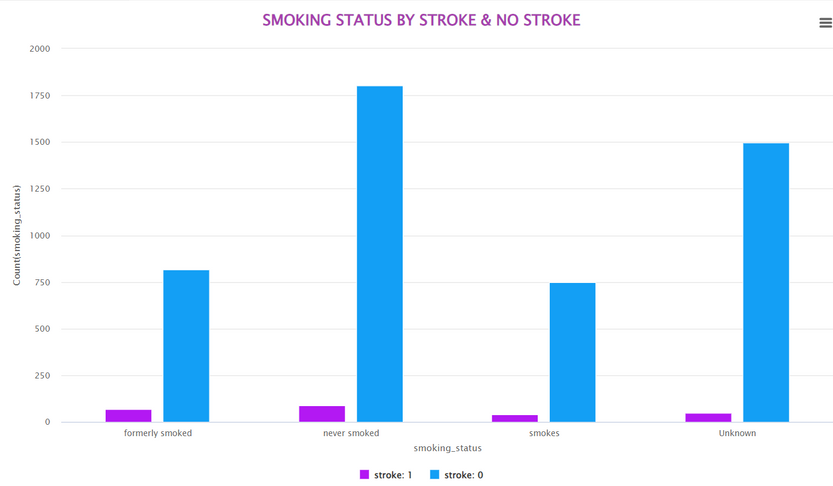 SMOKING STATUS BY STROKE & NO STROKE
2000
1750
1500
1250
1000
750
500
250
0
Count(smoking_status)
formerly smoked
never smoked
smokes
Unknown
smoking_status
stroke: 1
stroke: 0